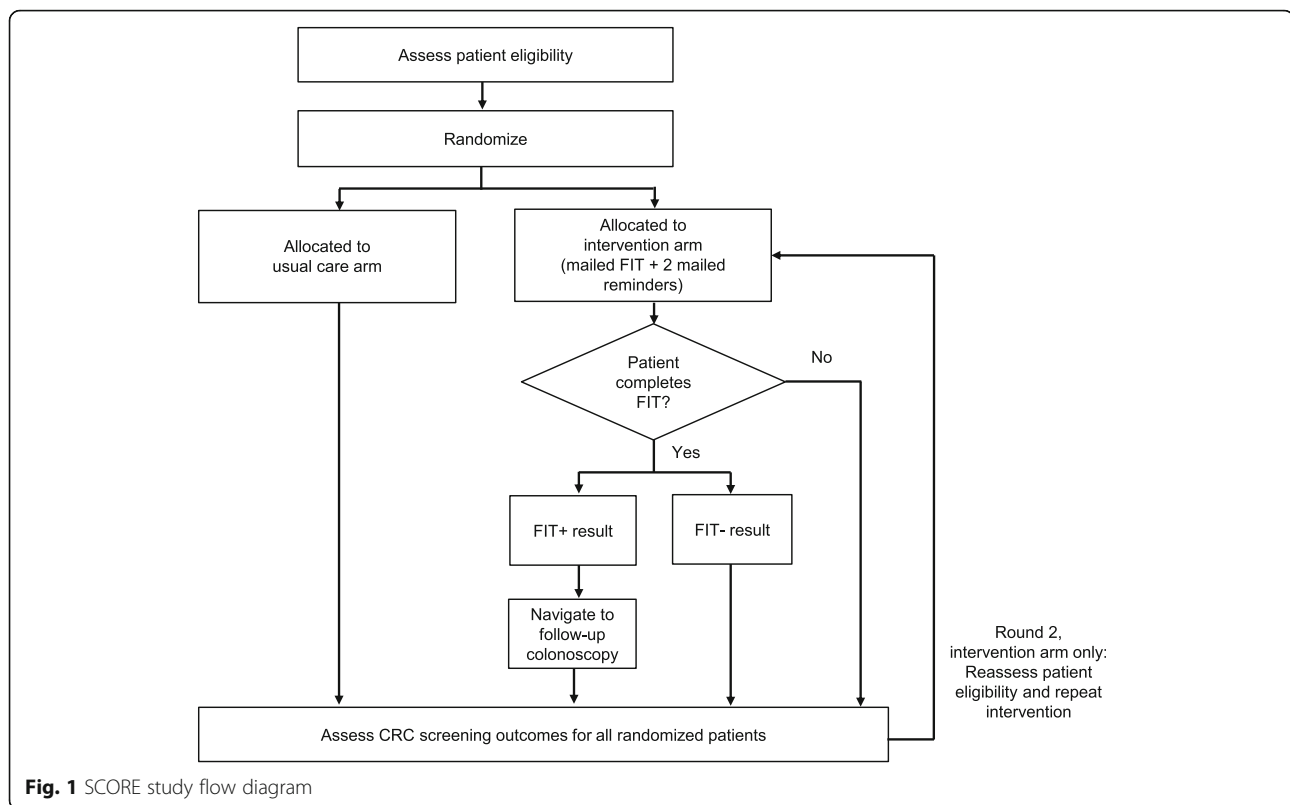 Assess patient eligibility
Randomize
Allocated to
usual care arm
Allocated to
intervention arm
(mailed FIT + 2 mailed
reminders)
Patient
completes
FIT?
No
Yes
FIT+ result
FIT- result
Navigate to
follow-up
colonoscopy
Round 2,
intervention arm only:
Reassess patient
eligibility and repeat
intervention
Assess CRC screening outcomes for all randomized patients
Fig. 1 SCORE study flow diagram